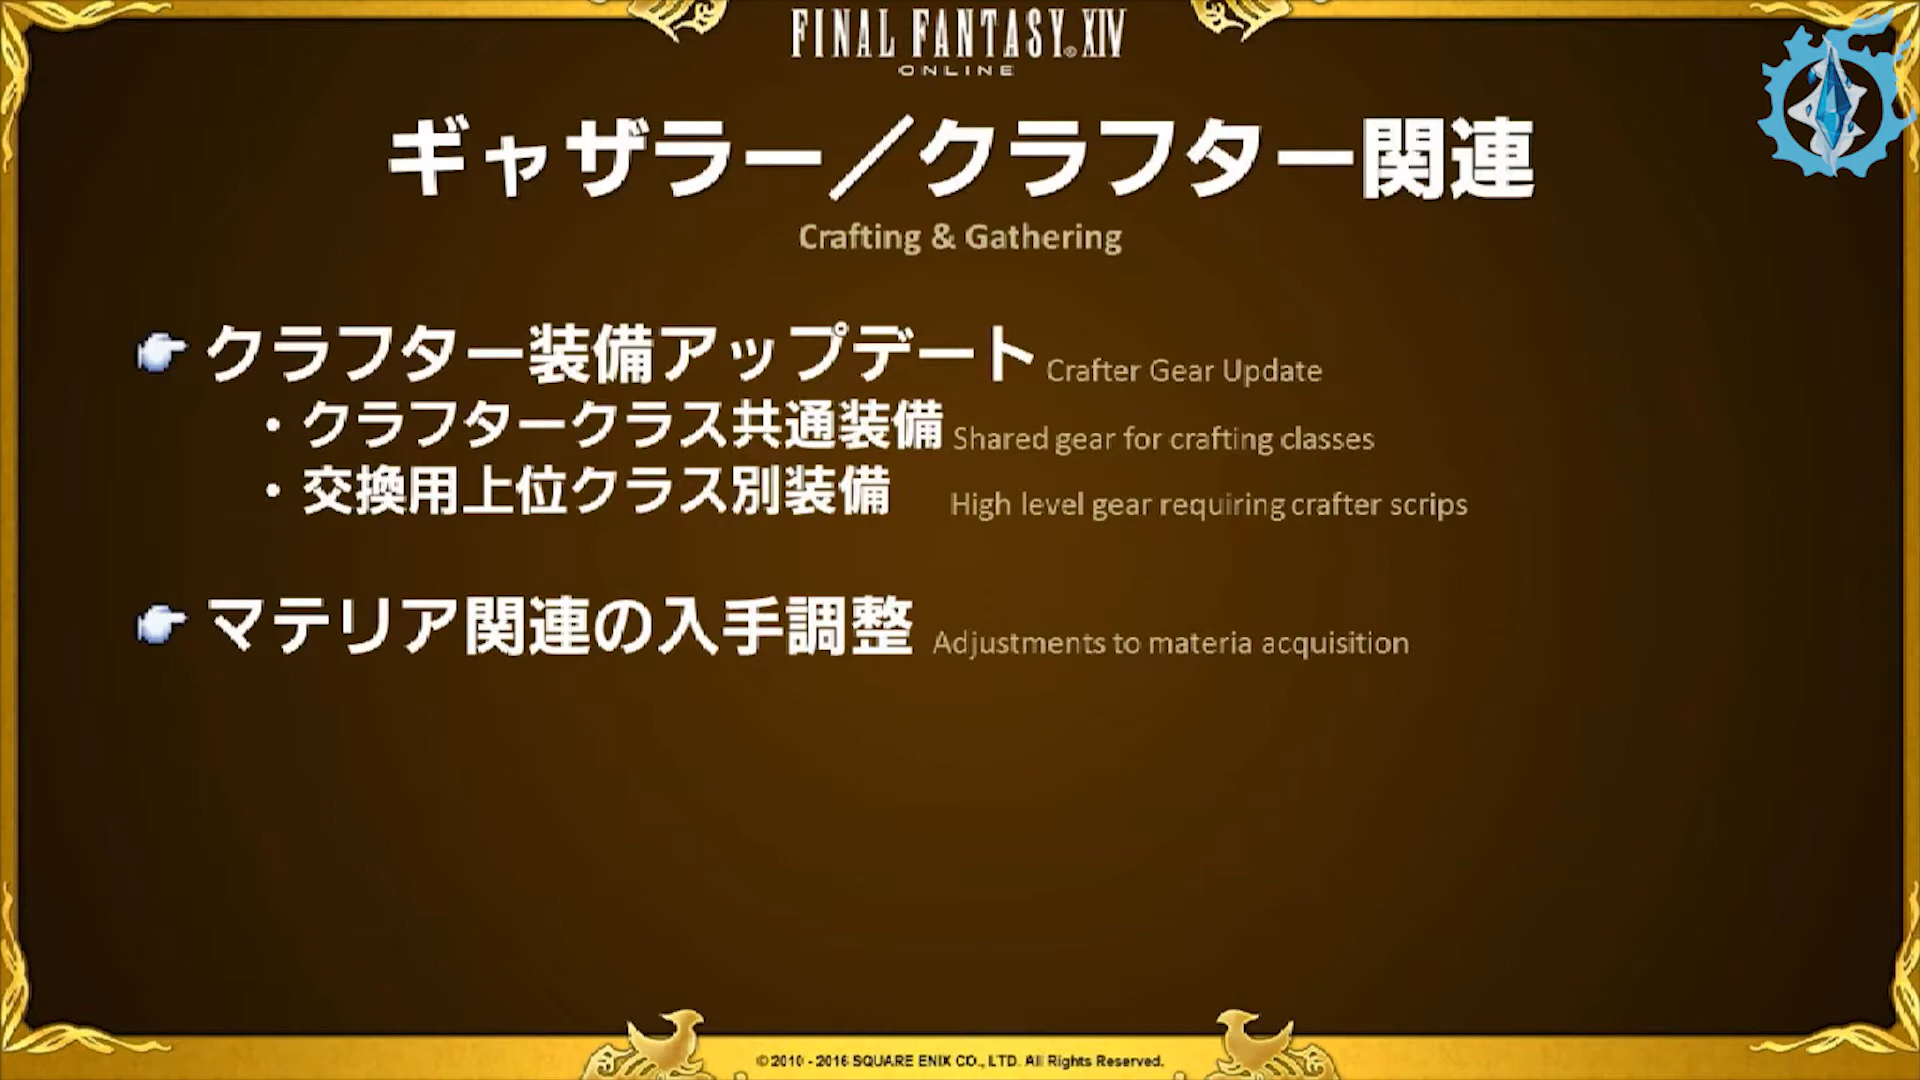 FINAL FANTASY® XIV
ONLINE
ギャザラー／クラフター関連
Crafting & Gathering
クラフター装備アップデート Crafter Gear Update
・クラフタークラス共通装備 Shared gear for crafting classes
・交換用上位クラス別装備 High level gear requiring crafter scrips
マテリア関連の入手調整 Adjustments to materia acquisition
© 2010 - 2016 SQUARE ENIX CO., LTD. All Rights Reserved.